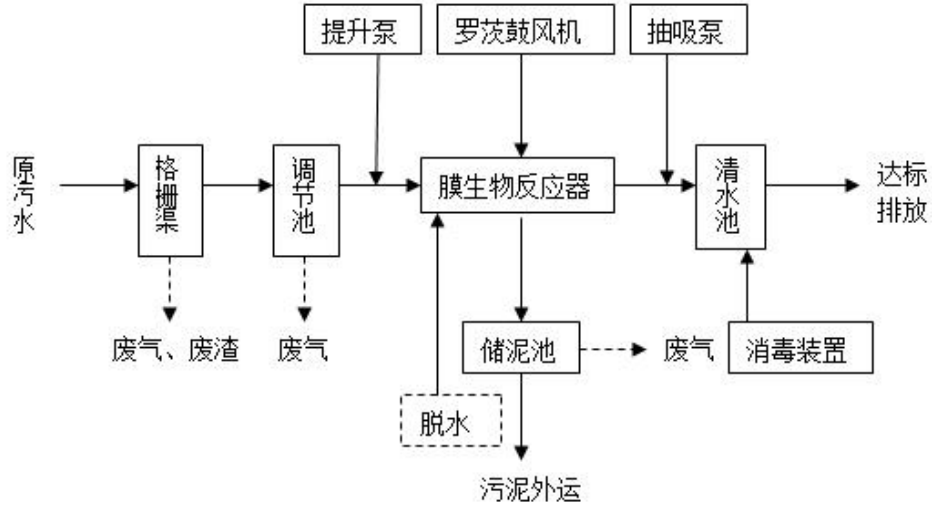 提升泵
罗茨鼓风机
抽吸泵
原污水
格栅渠
调节池
膜生物反应器
清水池
达标
排放
废气、废渣
废气
储泥池
废气
消毒装置
脱水
污泥外运